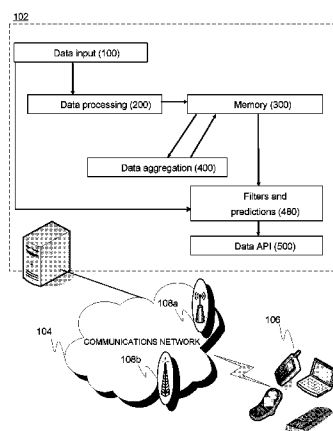 102
Data input (100)
Data processing (200)
Memory (300)
Data aggregation (400)
Filters and
predictions (480)
Data API (500)
108a
104
COMMUNICATIONS NETWORK
106
108b